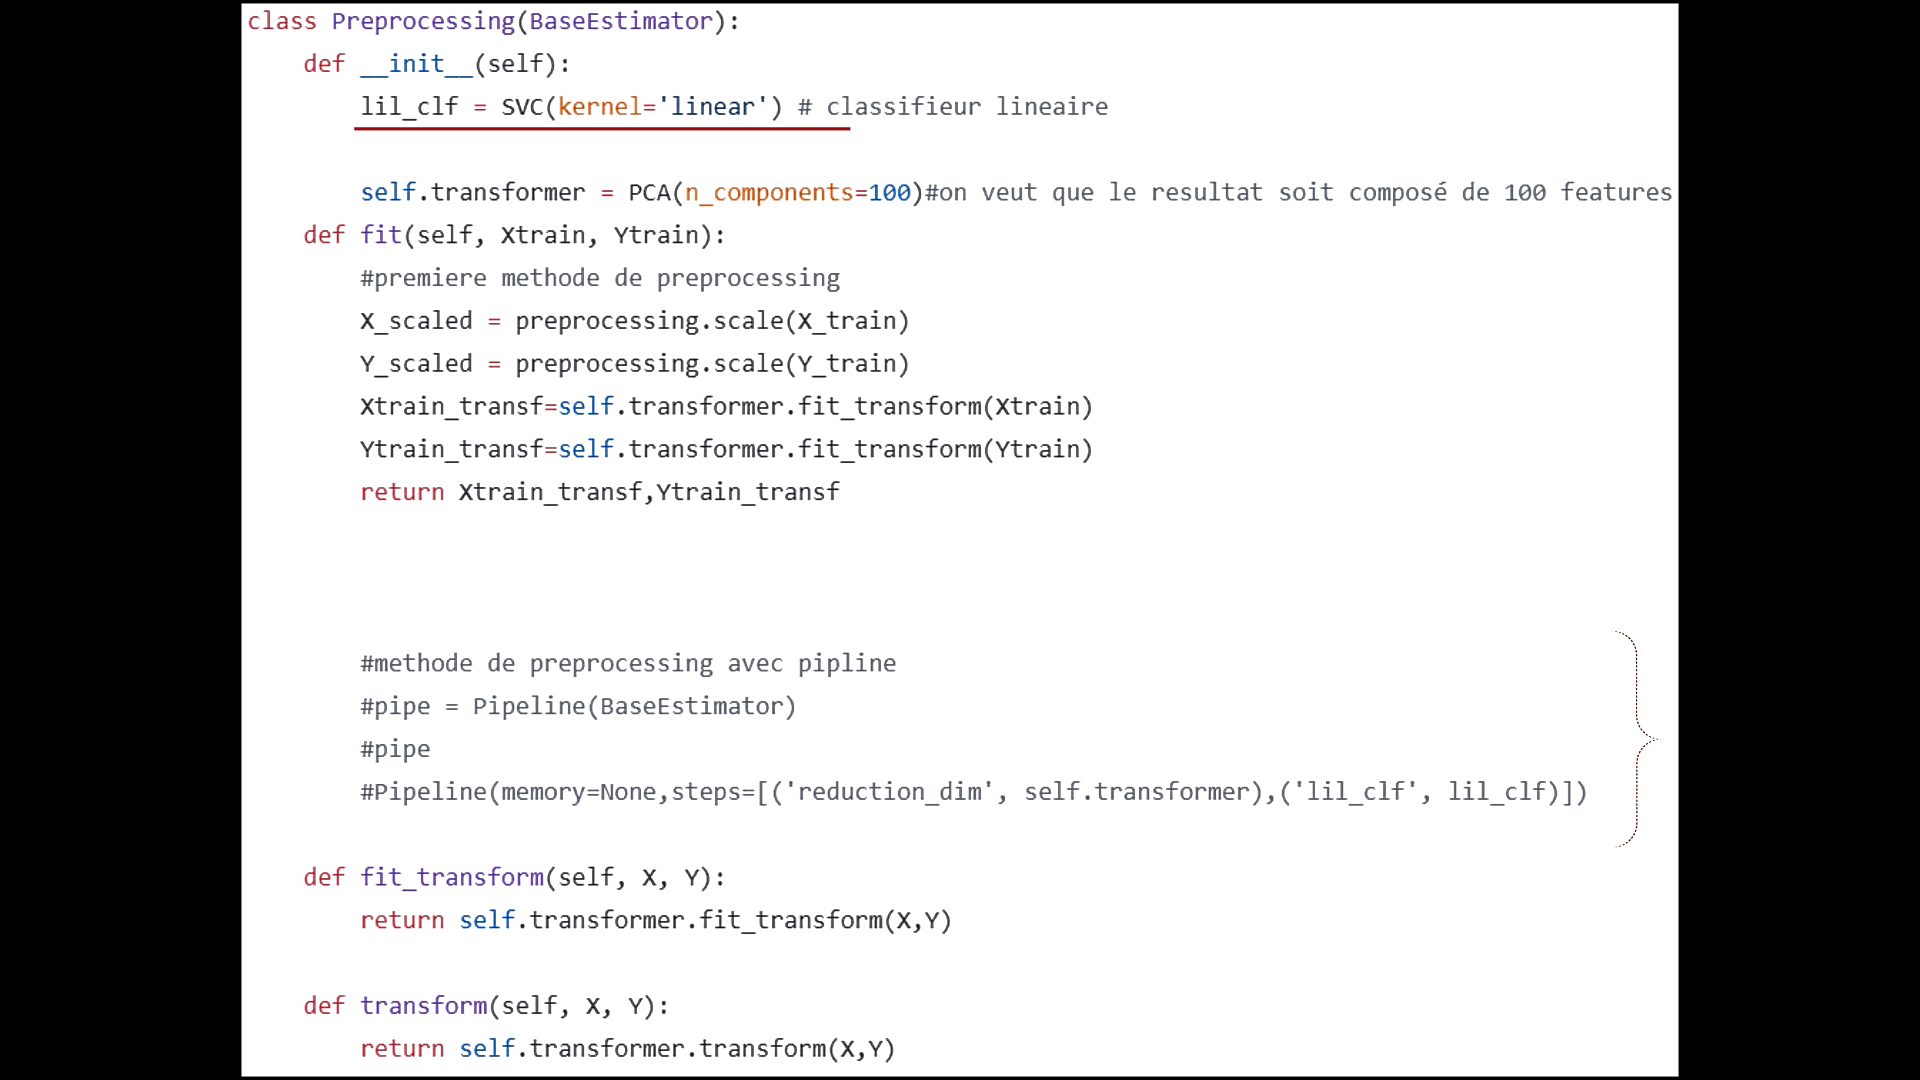 class Preprocessing(BaseEstimator):
def __init__(self):
lil_clf = SVC(kernel='linear') # classifieur lineaire
self.transformer = PCA(n_components=100)#on veut que le resultat soit composé de 100 features
def fit(self, Xtrain, Ytrain):
#premiere methode de preprocessing
X_scaled = preprocessing.scale(X_train)
Y_scaled = preprocessing.scale(Y_train)
Xtrain_transf=self.transformer.fit_transform(Xtrain)
Ytrain_transf=self.transformer.fit_transform(Ytrain)
return Xtrain_transf,Ytrain_transf
#methode de preprocessing avec pipline
#pipe = Pipeline(BaseEstimator)
#pipe
#Pipeline(memory=None,steps=[('reduction_dim', self.transformer),('lil_clf', lil_clf)])
def fit_transform(self, X, Y):
return self.transformer.fit_transform(X,Y)
def transform(self, X, Y):
return self.transformer.transform(X,Y)